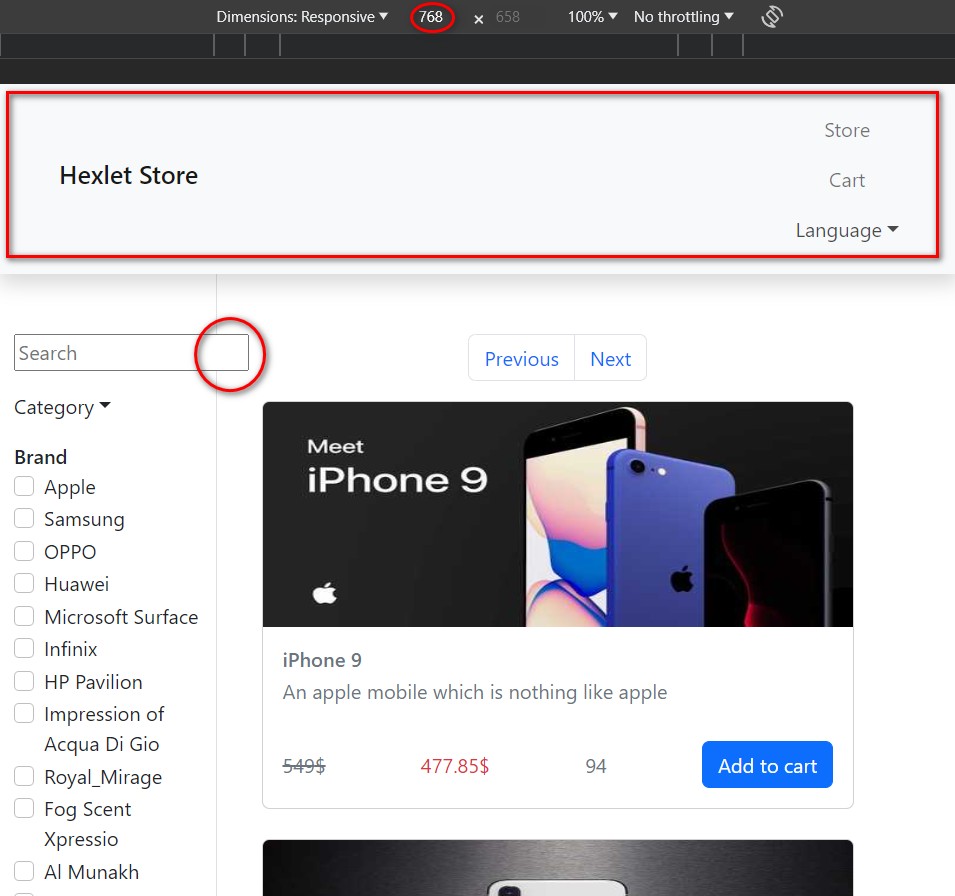 Dimensions: Responsive 768 × 658 100% No throttling
Store
Hexlet Store
Cart
Language
Search
Previous Next
Category
Brand
Apple
Samsung
OPPO
Huawei
Microsoft Surface
Infinix
HP Pavilion
Impression of
Acqua Di Gio
Royal_Mirage
Fog Scent
Xpressio
Al Munakh
Meet
iPhone 9
iPhone 9
An apple mobile which is nothing like apple
549$ 477.85$ 94 Add to cart